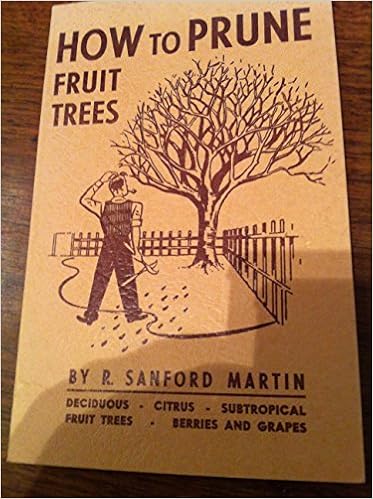 HOW TO PRUNE
FRUIT
TREES
BY R. SANFORD MARTIN
DECIDUOUS - CITRUS - SUBTROPICAL
FRUIT TREES - BERRIES AND GRAPES